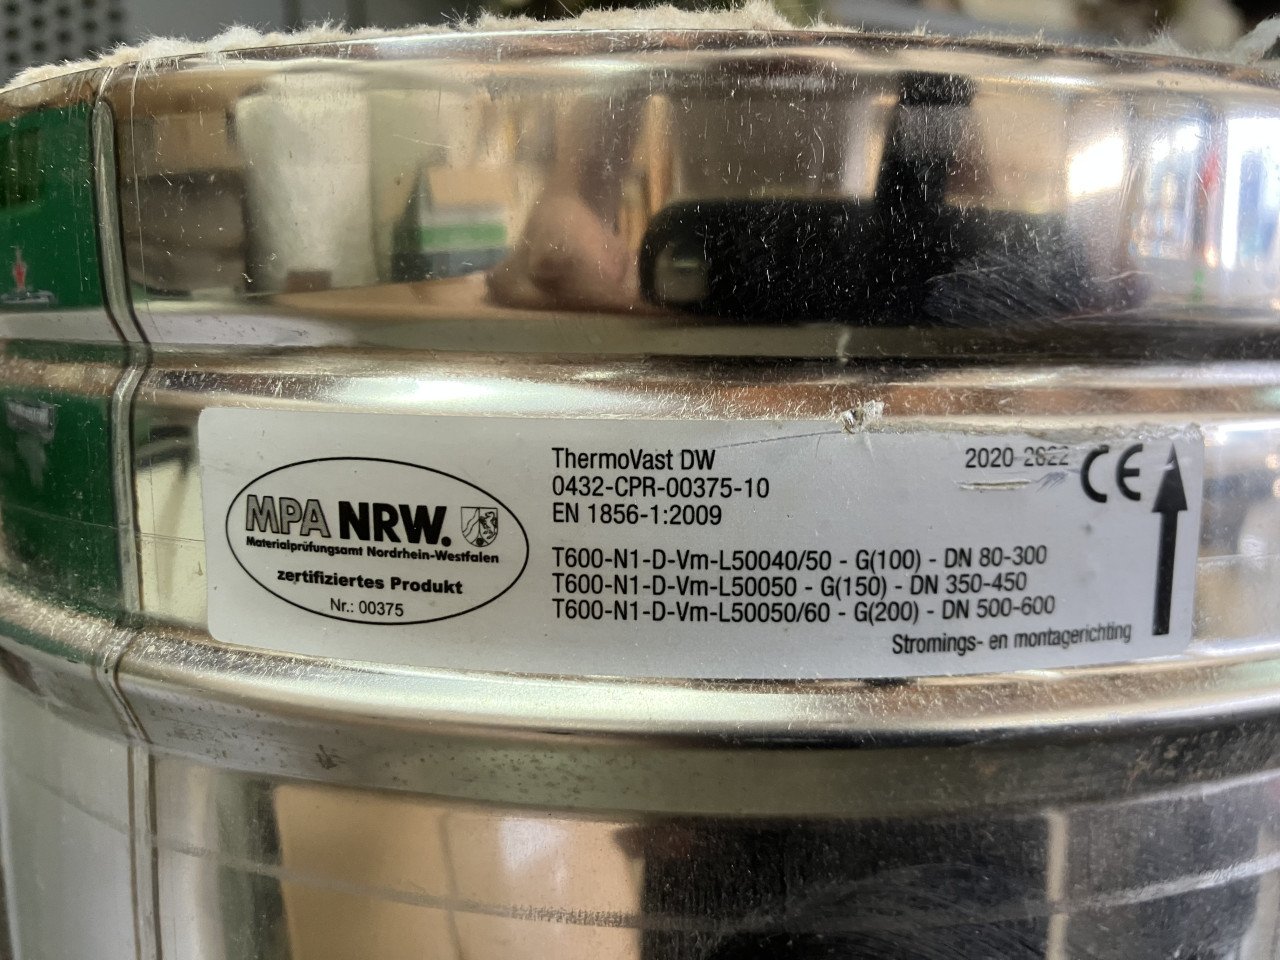 MPA NRW.
Materialprüfungsamt Nordrhein-Westfalen
zertifiziertes Produkt
Nr.: 00375
ThermoVast DW
0432-CPR-00375-10
EN 1856-1:2009
T600-N1-D-Vm-L50040/50 - G(100) - DN 80-300
T600-N1-D-Vm-L50050 - G(150) - DN 350-450
T600-N1-D-Vm-L50050/60 - G(200) - DN 500-600
2020 CE
Stromings- en montagerichting